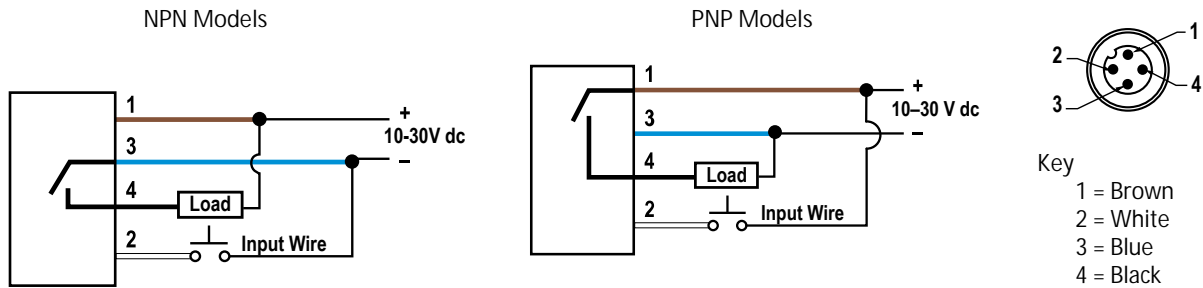 NPN Models
1
+
10-30V dc
3
–
4
Load
2
Input Wire
PNP Models
1
+
10–30 V dc
3
–
4
Load
2
Input Wire
1
2
4
3
Key
1 = Brown
2 = White
3 = Blue
4 = Black